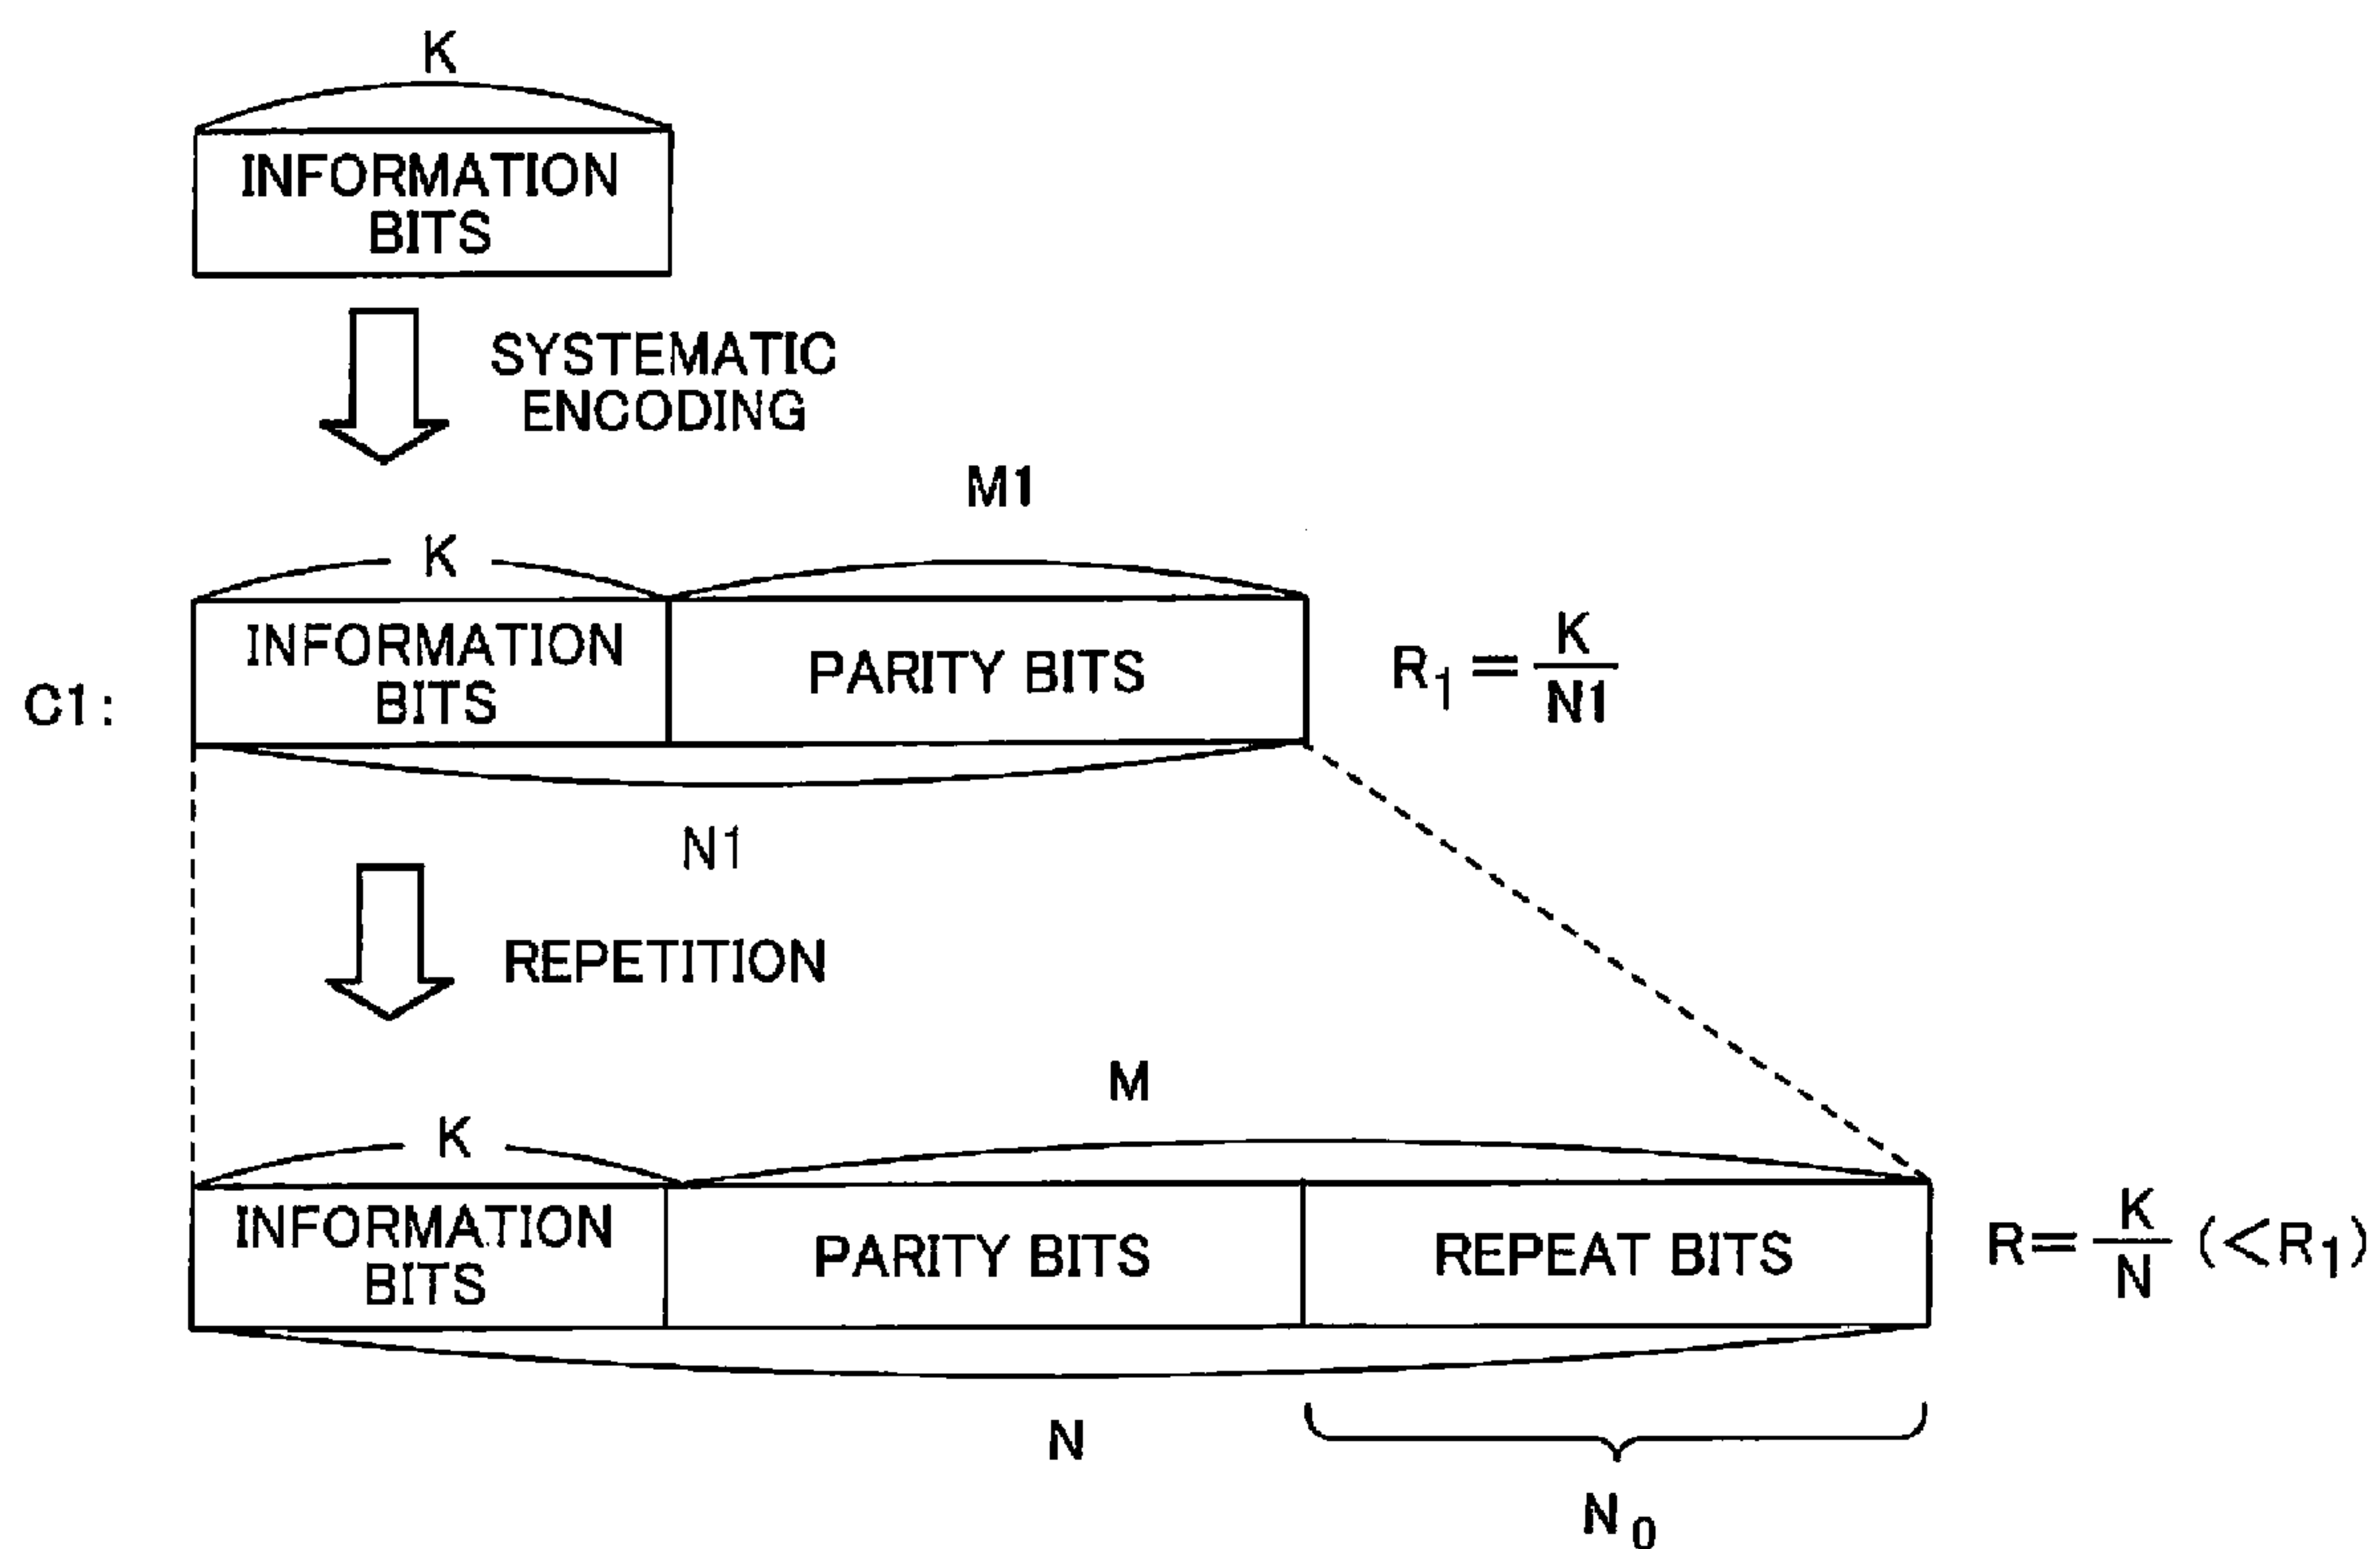 K
INFORMATION
BITS
SYSTEMATIC
ENCODING
M1
K
INFORMATION
BITS
PARITY BITS
C1:
R1 = K/N1
N1
REPETITION
M
K
INFORMATION
BITS
PARITY BITS
REPEAT BITS
R = K/N (<R1)
N
N0